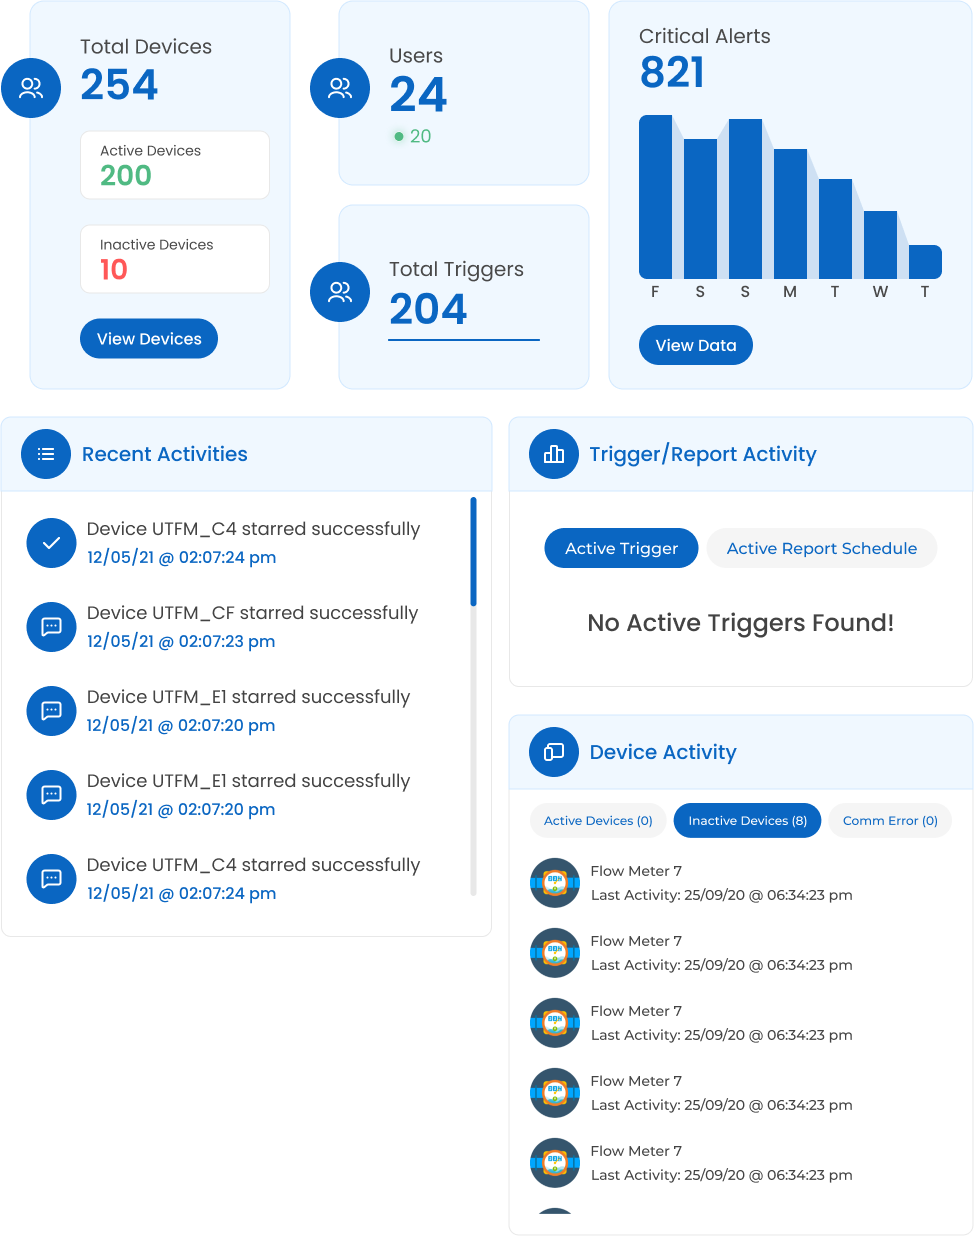 Total Devices
254
Active Devices
200
Inactive Devices
10
View Devices
Users
24
20
Total Triggers
204
Critical Alerts
821
F S S M T W T
View Data
Recent Activities
Device UTFM_C4 starred successfully
12/05/21 @ 02:07:24 pm
Device UTFM_CF starred successfully
12/05/21 @ 02:07:23 pm
Device UTFM_E1 starred successfully
12/05/21 @ 02:07:20 pm
Device UTFM_E1 starred successfully
12/05/21 @ 02:07:20 pm
Device UTFM_C4 starred successfully
12/05/21 @ 02:07:24 pm
Trigger/Report Activity
Active Trigger Active Report Schedule
No Active Triggers Found!
Device Activity
Active Devices (0) Inactive Devices (8) Comm Error (0)
Flow Meter 7
Last Activity: 25/09/20 @ 06:34:23 pm
Flow Meter 7
Last Activity: 25/09/20 @ 06:34:23 pm
Flow Meter 7
Last Activity: 25/09/20 @ 06:34:23 pm
Flow Meter 7
Last Activity: 25/09/20 @ 06:34:23 pm
Flow Meter 7
Last Activity: 25/09/20 @ 06:34:23 pm